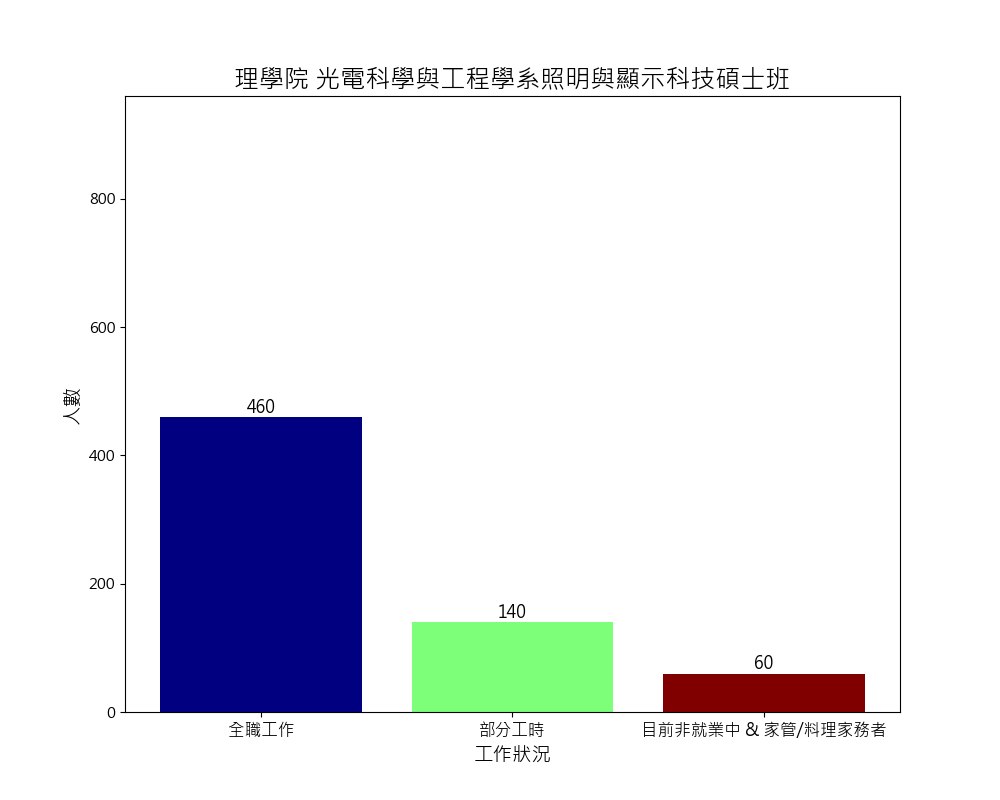 理學院 光電科學與工程學系照明與顯示科技碩士班
人數
800
600
400
200
0
460
140
60
全職工作
部分工時
目前非就業中 & 家管/料理家務者
工作狀況